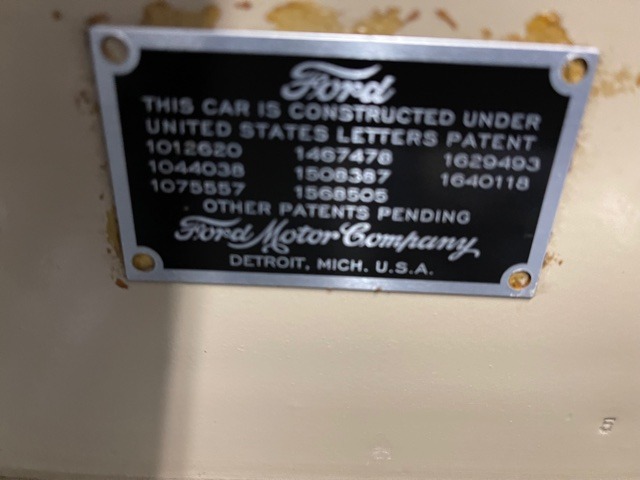 Ford
THIS CAR IS CONSTRUCTED UNDER
UNITED STATES LETTERS PATENT
1012620 1467478 1629493
1044038 1508387 1640118
1075557 1568505
OTHER PATENTS PENDING
Ford Motor Company
DETROIT, MICH. U.S.A.
5